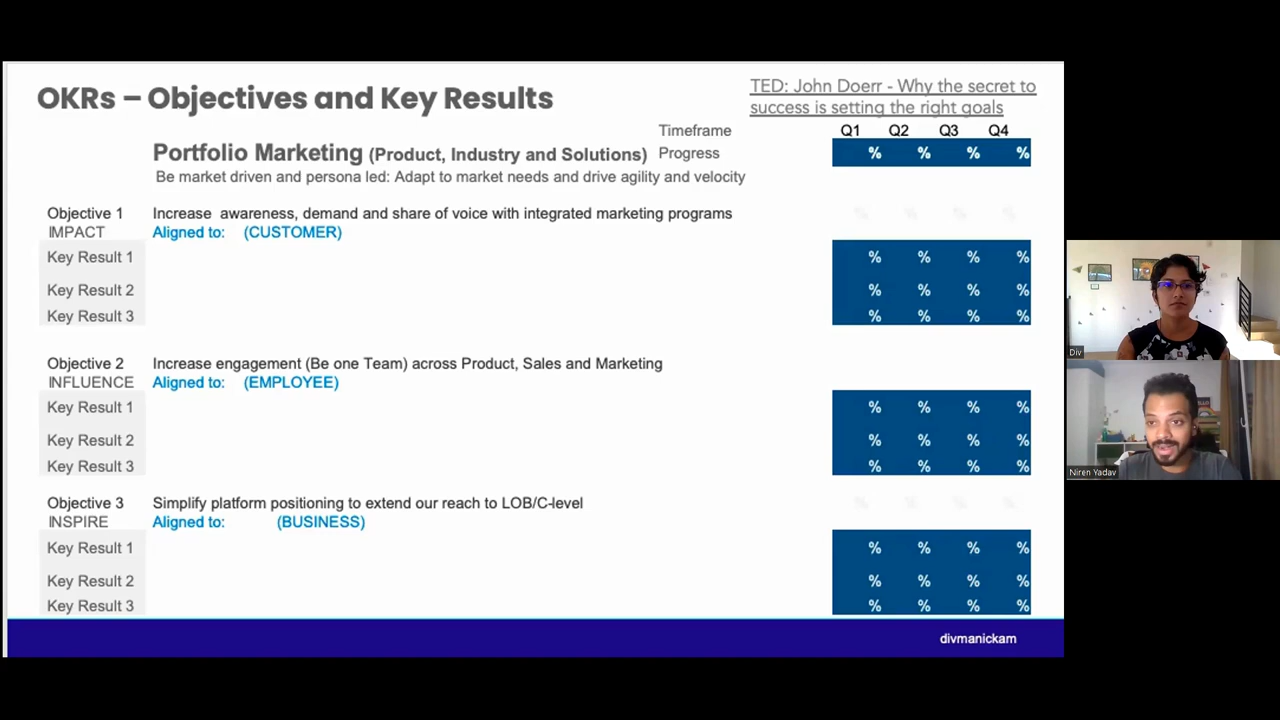 OKRs – Objectives and Key Results
TED: John Doerr - Why the secret to
success is setting the right goals
Timeframe Q1 Q2 Q3 Q4
Portfolio Marketing (Product, Industry and Solutions) Progress % % % %
Be market driven and persona led: Adapt to market needs and drive agility and velocity
Objective 1 Increase awareness, demand and share of voice with integrated marketing programs % % % %
IMPACT Aligned to: (CUSTOMER)
Key Result 1 % % % %
Key Result 2 % % % %
Key Result 3 % % % %
Objective 2 Increase engagement (Be one Team) across Product, Sales and Marketing
INFLUENCE Aligned to: (EMPLOYEE)
Key Result 1 % % % %
Key Result 2 % % % %
Key Result 3 % % % %
Objective 3 Simplify platform positioning to extend our reach to LOB/C-level % % % %
INSPIRE Aligned to: (BUSINESS)
Key Result 1 % % % %
Key Result 2 % % % %
Key Result 3 % % % %
divmanickam
Div
Niren Yadav